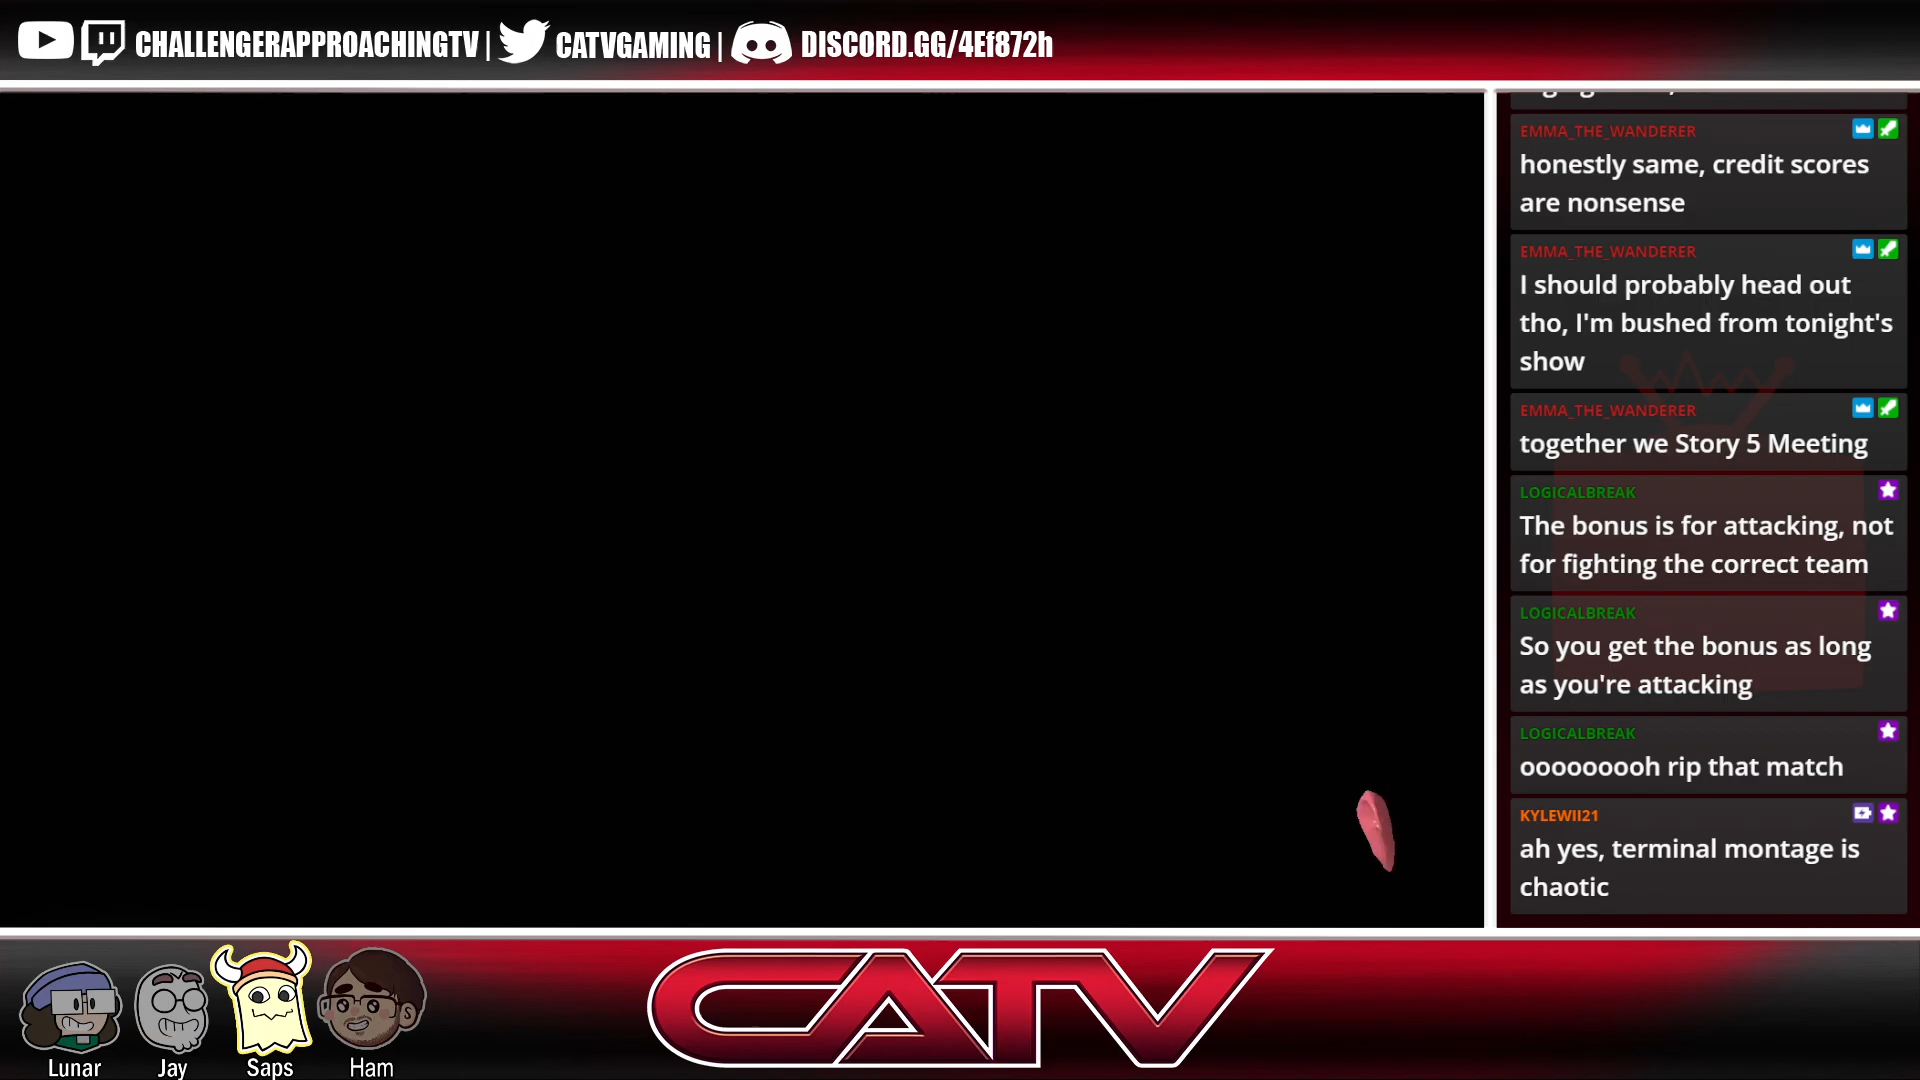 CHALLENGERAPPROACHINGTV | CATVGAMING | DISCORD.GG/4Ef872h
EMMA_THE_WANDERER
honestly same, credit scores
are nonsense
EMMA_THE_WANDERER
I should probably head out
tho, I'm bushed from tonight's
show
EMMA_THE_WANDERER
together we Story 5 Meeting
LOGICALBREAK
The bonus is for attacking, not
for fighting the correct team
LOGICALBREAK
So you get the bonus as long
as you're attacking
LOGICALBREAK
ooooooooh rip that match
KYLEWII21
ah yes, terminal montage is
chaotic
CATV
Lunar Jay Saps Ham